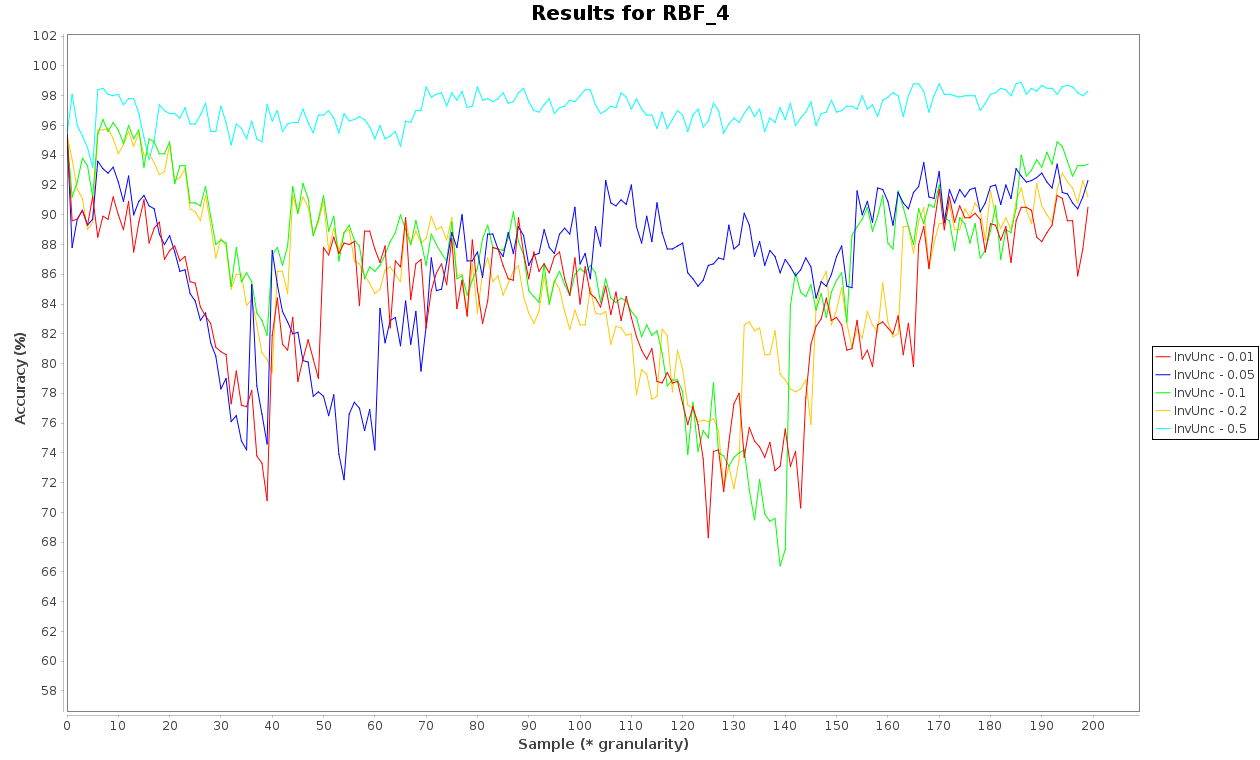 Results for RBF_4
Accuracy (%)
102
100
98
96
94
92
90
88
86
84
82
80
78
76
74
72
70
68
66
64
62
60
58
0 10 20 30 40 50 60 70 80 90 100 110 120 130 140 150 160 170 180 190 200
Sample (* granularity)
InvUnc - 0.01
InvUnc - 0.05
InvUnc - 0.1
InvUnc - 0.2
InvUnc - 0.5